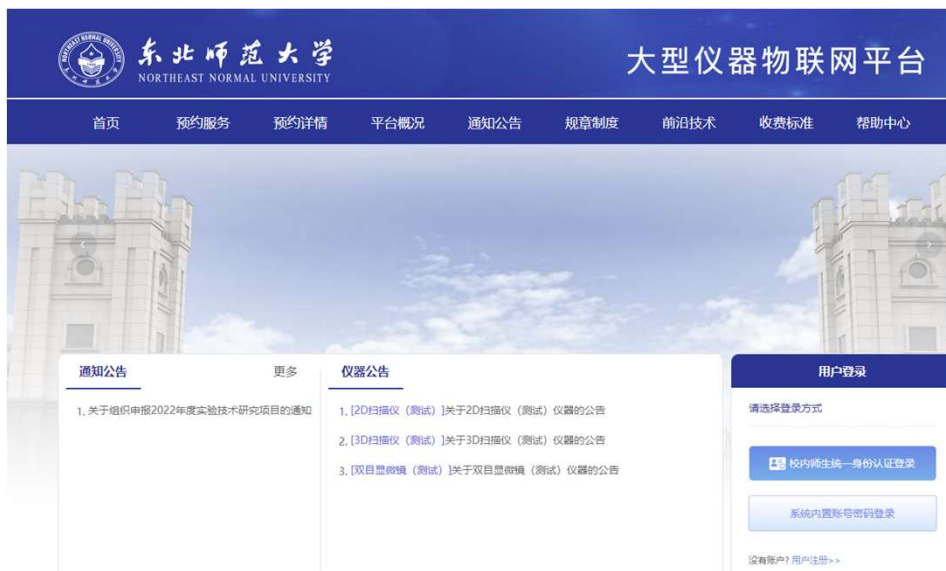 东北师范大学
NORTHEAST NORMAL UNIVERSITY
大型仪器物联网平台
首页 预约服务 预约详情 平台概况 通知公告 规章制度 前沿技术 收费标准 帮助中心
通知公告 更多
1. 关于组织申报2022年度实验技术研究项目的通知
仪器公告
1. [2D扫描仪（测试）]关于2D扫描仪（测试）仪器的公告
2. [3D扫描仪（测试）]关于3D扫描仪（测试）仪器的公告
3. [双目显微镜（测试）]关于双目显微镜（测试）仪器的公告
用户登录
请选择登录方式
校内师生统一身份认证登录
系统内置账号密码登录
没有账户? 用户注册>>